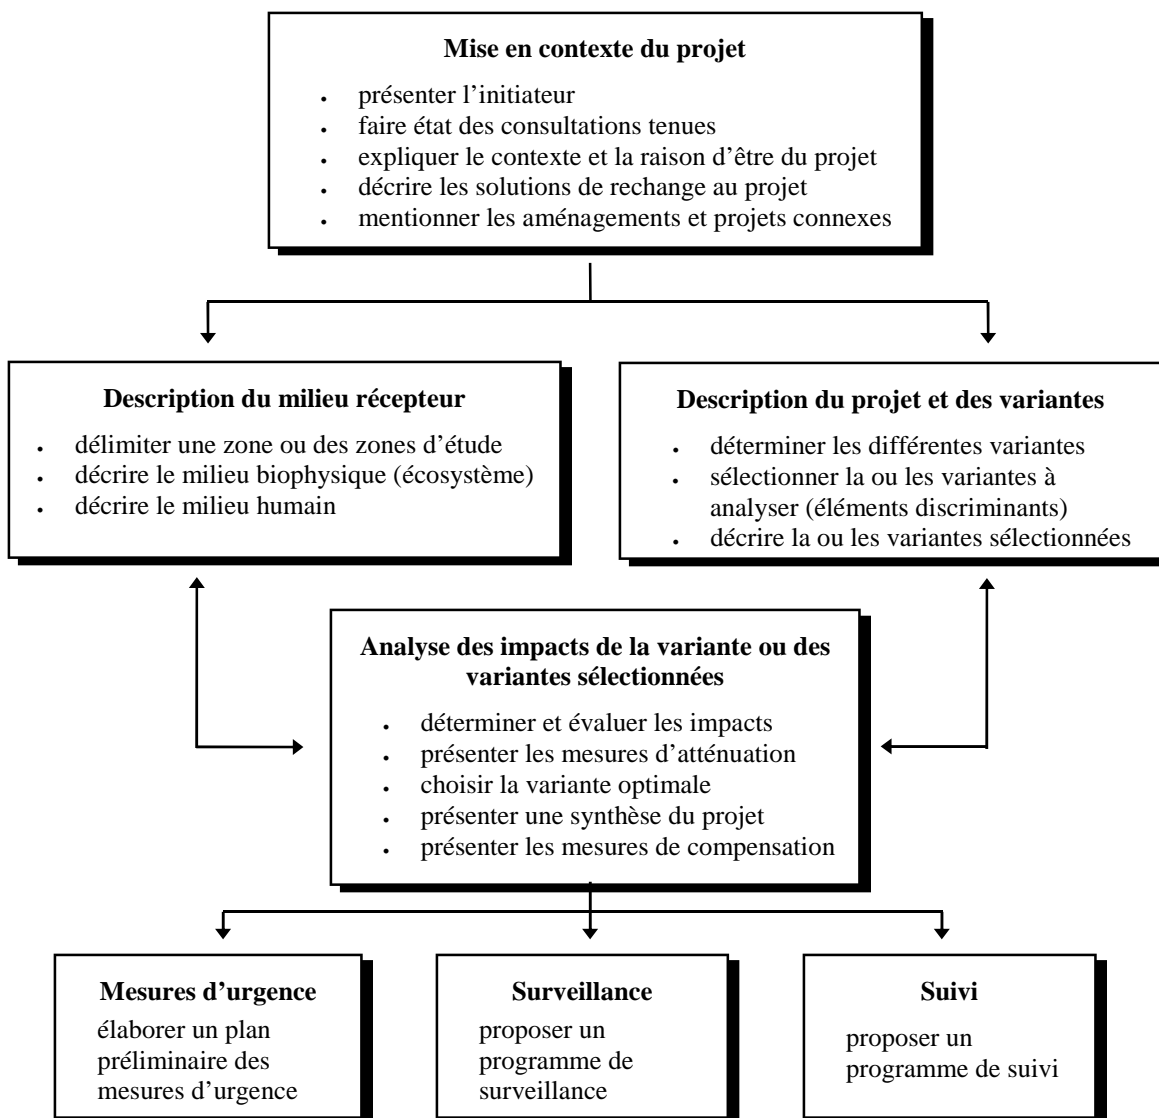 Mise en contexte du projet
• présenter l’initiateur
• faire état des consultations tenues
• expliquer le contexte et la raison d’être du projet
• décrire les solutions de rechange au projet
• mentionner les aménagements et projets connexes
Description du milieu récepteur
• délimiter une zone ou des zones d’étude
• décrire le milieu biophysique (écosystème)
• décrire le milieu humain
Description du projet et des variantes
• déterminer les différentes variantes
• sélectionner la ou les variantes à
analyser (éléments discriminants)
• décrire la ou les variantes sélectionnées
Analyse des impacts de la variante ou des
variantes sélectionnées
• déterminer et évaluer les impacts
• présenter les mesures d’atténuation
• choisir la variante optimale
• présenter une synthèse du projet
• présenter les mesures de compensation
Mesures d’urgence
élaborer un plan
préliminaire des
mesures d’urgence
Surveillance
proposer un
programme de
surveillance
Suivi
proposer un
programme de suivi